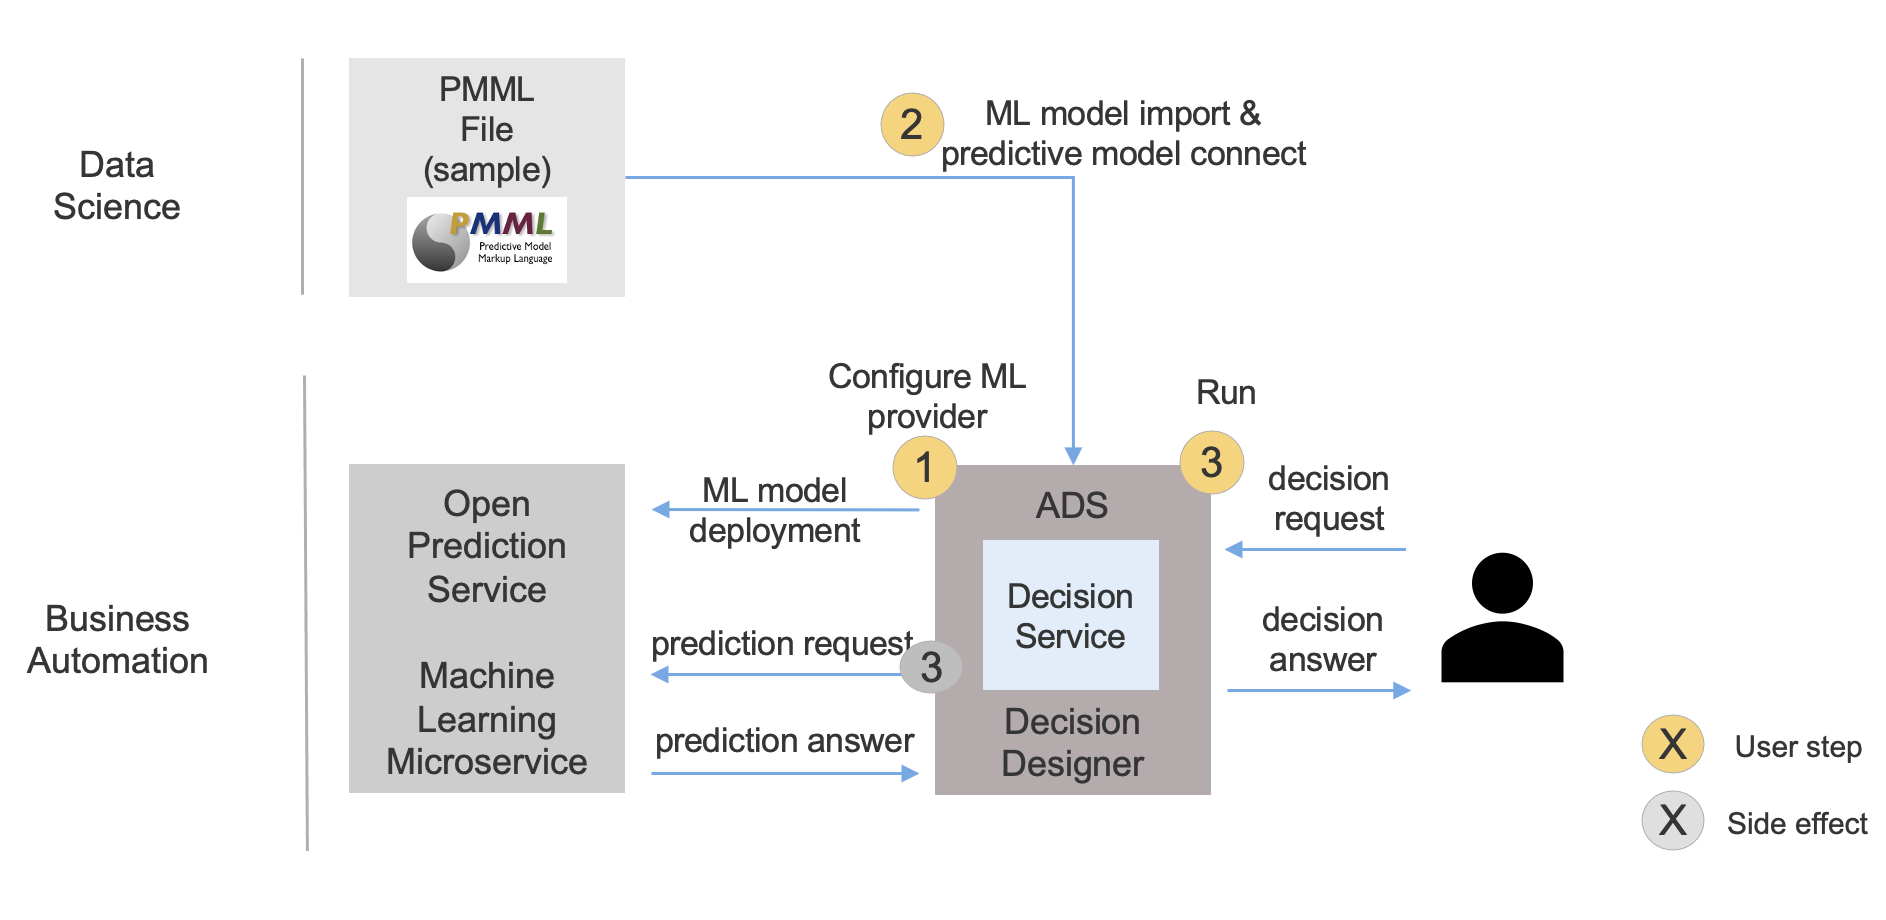 Data
Science
PMML
File
(sample)
PMML
Predictive Model
Markup Language
2
ML model import &
predictive model connect
Business
Automation
Open
Prediction
Service
Machine
Learning
Microservice
Configure ML
provider
1
ML model
deployment
prediction request
3
prediction answer
ADS
Decision
Service
Decision
Designer
Run
3
decision
request
decision
answer
X
User step
X
Side effect